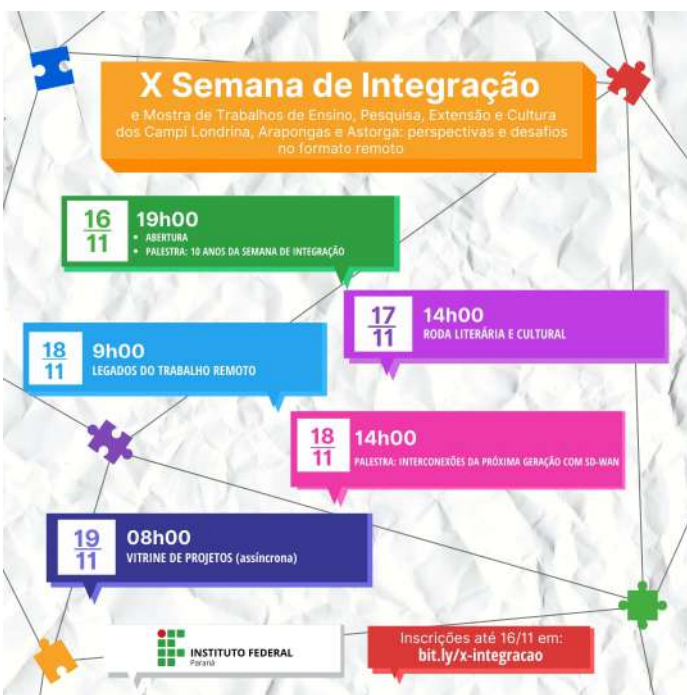 X Semana de Integração
e Mostra de Trabalhos de Ensino, Pesquisa, Extensão e Cultura
dos Campi Londrina, Arapongas e Astorga: perspectivas e desafios
no formato remoto
16
11
19h00
• ABERTURA
• PALESTRA: 10 ANOS DA SEMANA DE INTEGRAÇÃO
17
11
14h00
RODA LITERÁRIA E CULTURAL
18
11
9h00
LEGADOS DO TRABALHO REMOTO
18
11
14h00
PALESTRA: INTERCONEXÕES DA PRÓXIMA GERAÇÃO COM SD-WAN
19
11
08h00
VITRINE DE PROJETOS (assíncrona)
INSTITUTO FEDERAL
Paraná
Inscrições até 16/11 em:
bit.ly/x-integracao